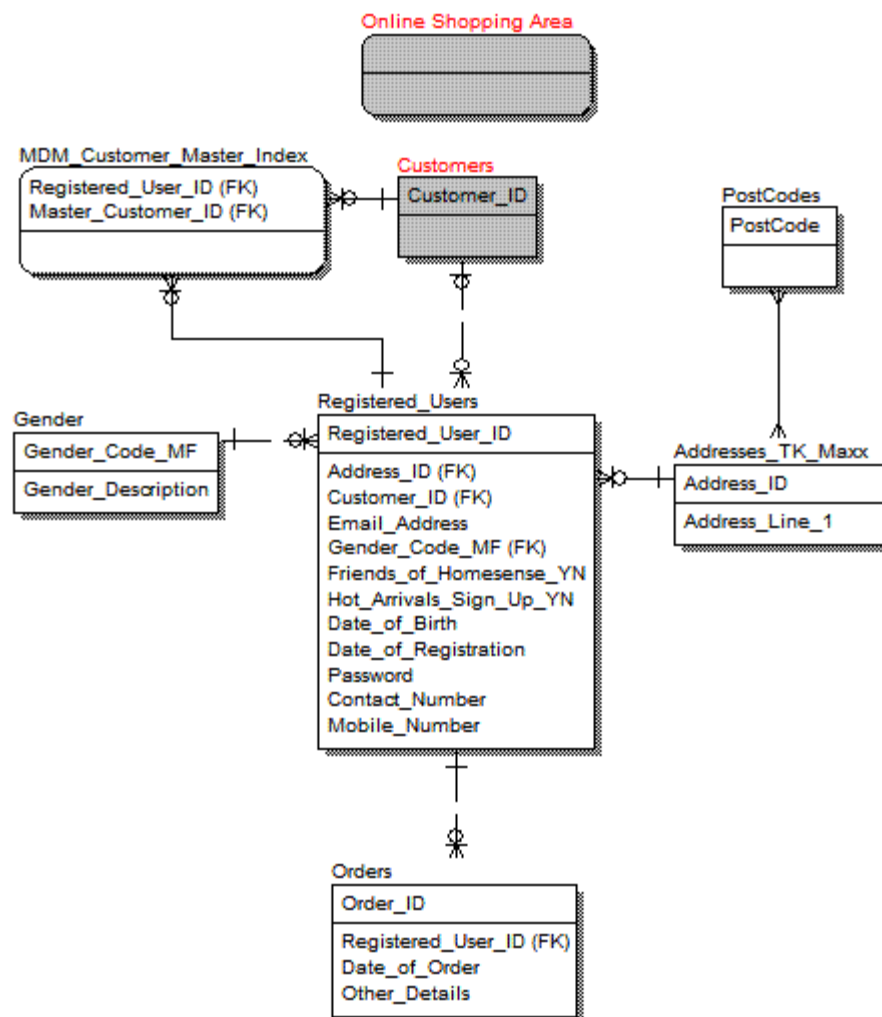 Online Shopping Area
MDM_Customer_Master_Index
Registered_User_ID (FK)
Master_Customer_ID (FK)
Customers
Customer_ID
PostCodes
PostCode
Gender
Gender_Code_MF
Gender_Description
Registered_Users
Registered_User_ID
Address_ID (FK)
Customer_ID (FK)
Email_Address
Gender_Code_MF (FK)
Friends_of_Homesense_YN
Hot_Arrivals_Sign_Up_YN
Date_of_Birth
Date_of_Registration
Password
Contact_Number
Mobile_Number
Addresses_TK_Maxx
Address_ID
Address_Line_1
Orders
Order_ID
Registered_User_ID (FK)
Date_of_Order
Other_Details